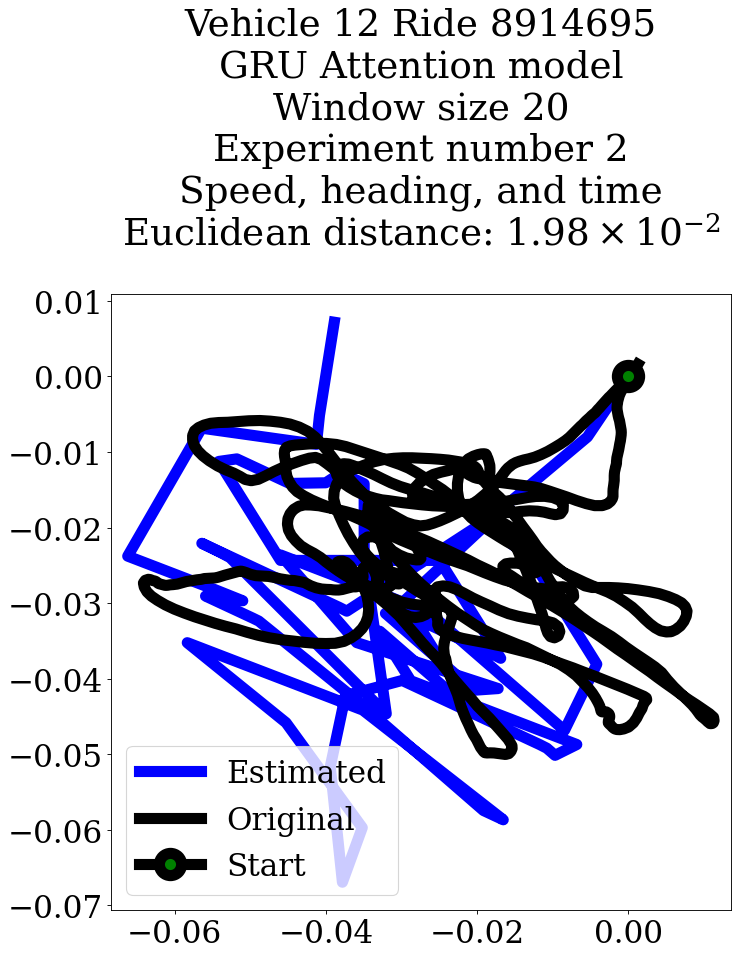 Vehicle 12 Ride 8914695
GRU Attention model
Window size 20
Experiment number 2
Speed, heading, and time
Euclidean distance: 1.98 × 10⁻²
0.01
0.00
−0.01
−0.02
−0.03
−0.04
−0.05
−0.06
−0.07
Estimated
Original
Start
−0.06 −0.04 −0.02 0.00